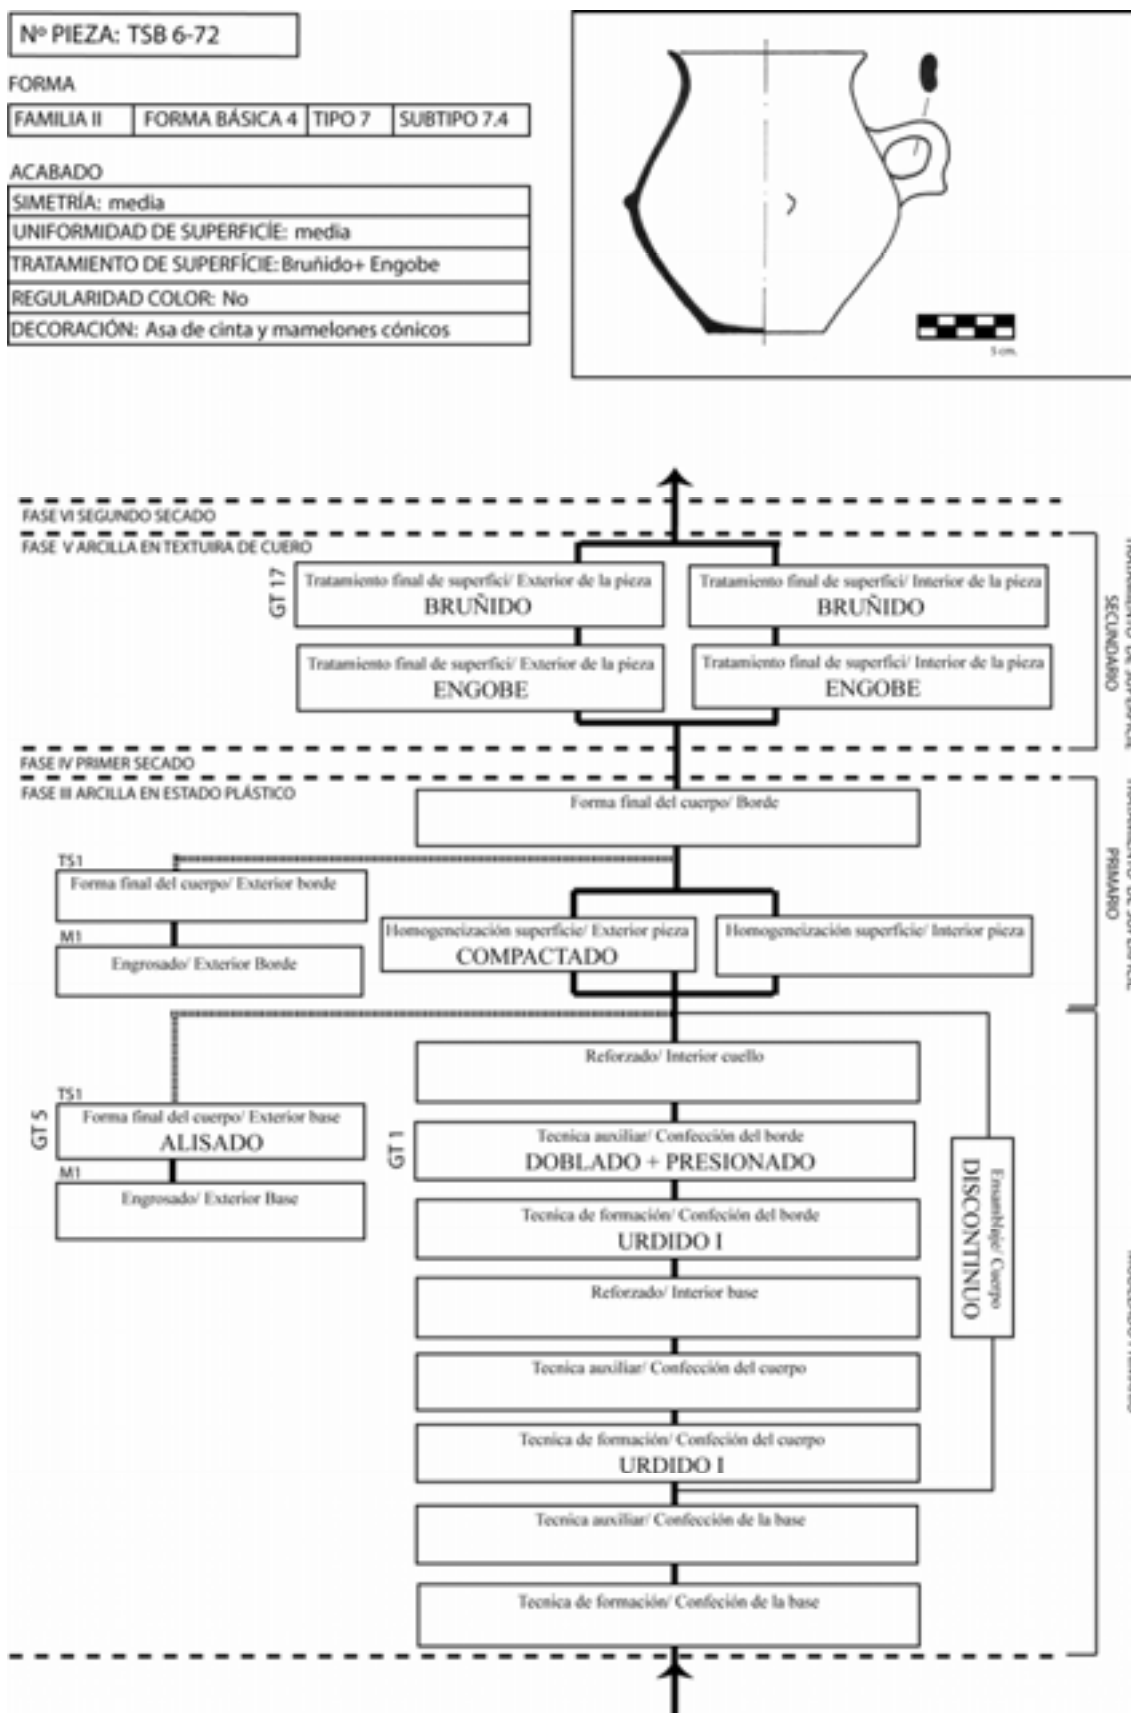 Nº PIEZA: TSB 6-72
FORMA
FAMILIA II FORMA BÁSICA 4 TIPO 7 SUBTIPO 7.4
ACABADO
SIMETRÍA: media
UNIFORMIDAD DE SUPERFICÍE: media
TRATAMIENTO DE SUPERFÍCIE: Bruñido+ Engobe
REGULARIDAD COLOR: No
DECORACIÓN: Asa de cinta y mamelones cónicos
5 cm.
FASE VI SEGUNDO SECADO
FASE V ARCILLA EN TEXTUIRA DE CUERO
GT 17
Tratamiento final de superfici/ Exterior de la pieza
BRUÑIDO
Tratamiento final de superfici/ Interior de la pieza
BRUÑIDO
Tratamiento final de superfici/ Exterior de la pieza
ENGOBE
Tratamiento final de superfici/ Interior de la pieza
ENGOBE
SECUNDARIO
FASE IV PRIMER SECADO
FASE III ARCILLA EN ESTADO PLÁSTICO
Forma final del cuerpo/ Borde
TS1
Forma final del cuerpo/ Exterior borde
M1
Engrosado/ Exterior Borde
Homogeneización superficie/ Exterior pieza
COMPACTADO
Homogeneización superficie/ Interior pieza
PRIMARIO
Reforzado/ Interior cuello
GT 5
TS1
Forma final del cuerpo/ Exterior base
ALISADO
M1
Engrosado/ Exterior Base
GT 1
Tecnica auxiliar/ Confección del borde
DOBLADO + PRESIONADO
Tecnica de formación/ Confeción del borde
URDIDO I
Ensamblaje/ Cuerpo
DISCONTINUO
Reforzado/ Interior base
Tecnica auxiliar/ Confección del cuerpo
Tecnica de formación/ Confeción del cuerpo
URDIDO I
Tecnica auxiliar/ Confección de la base
Tecnica de formación/ Confeción de la base